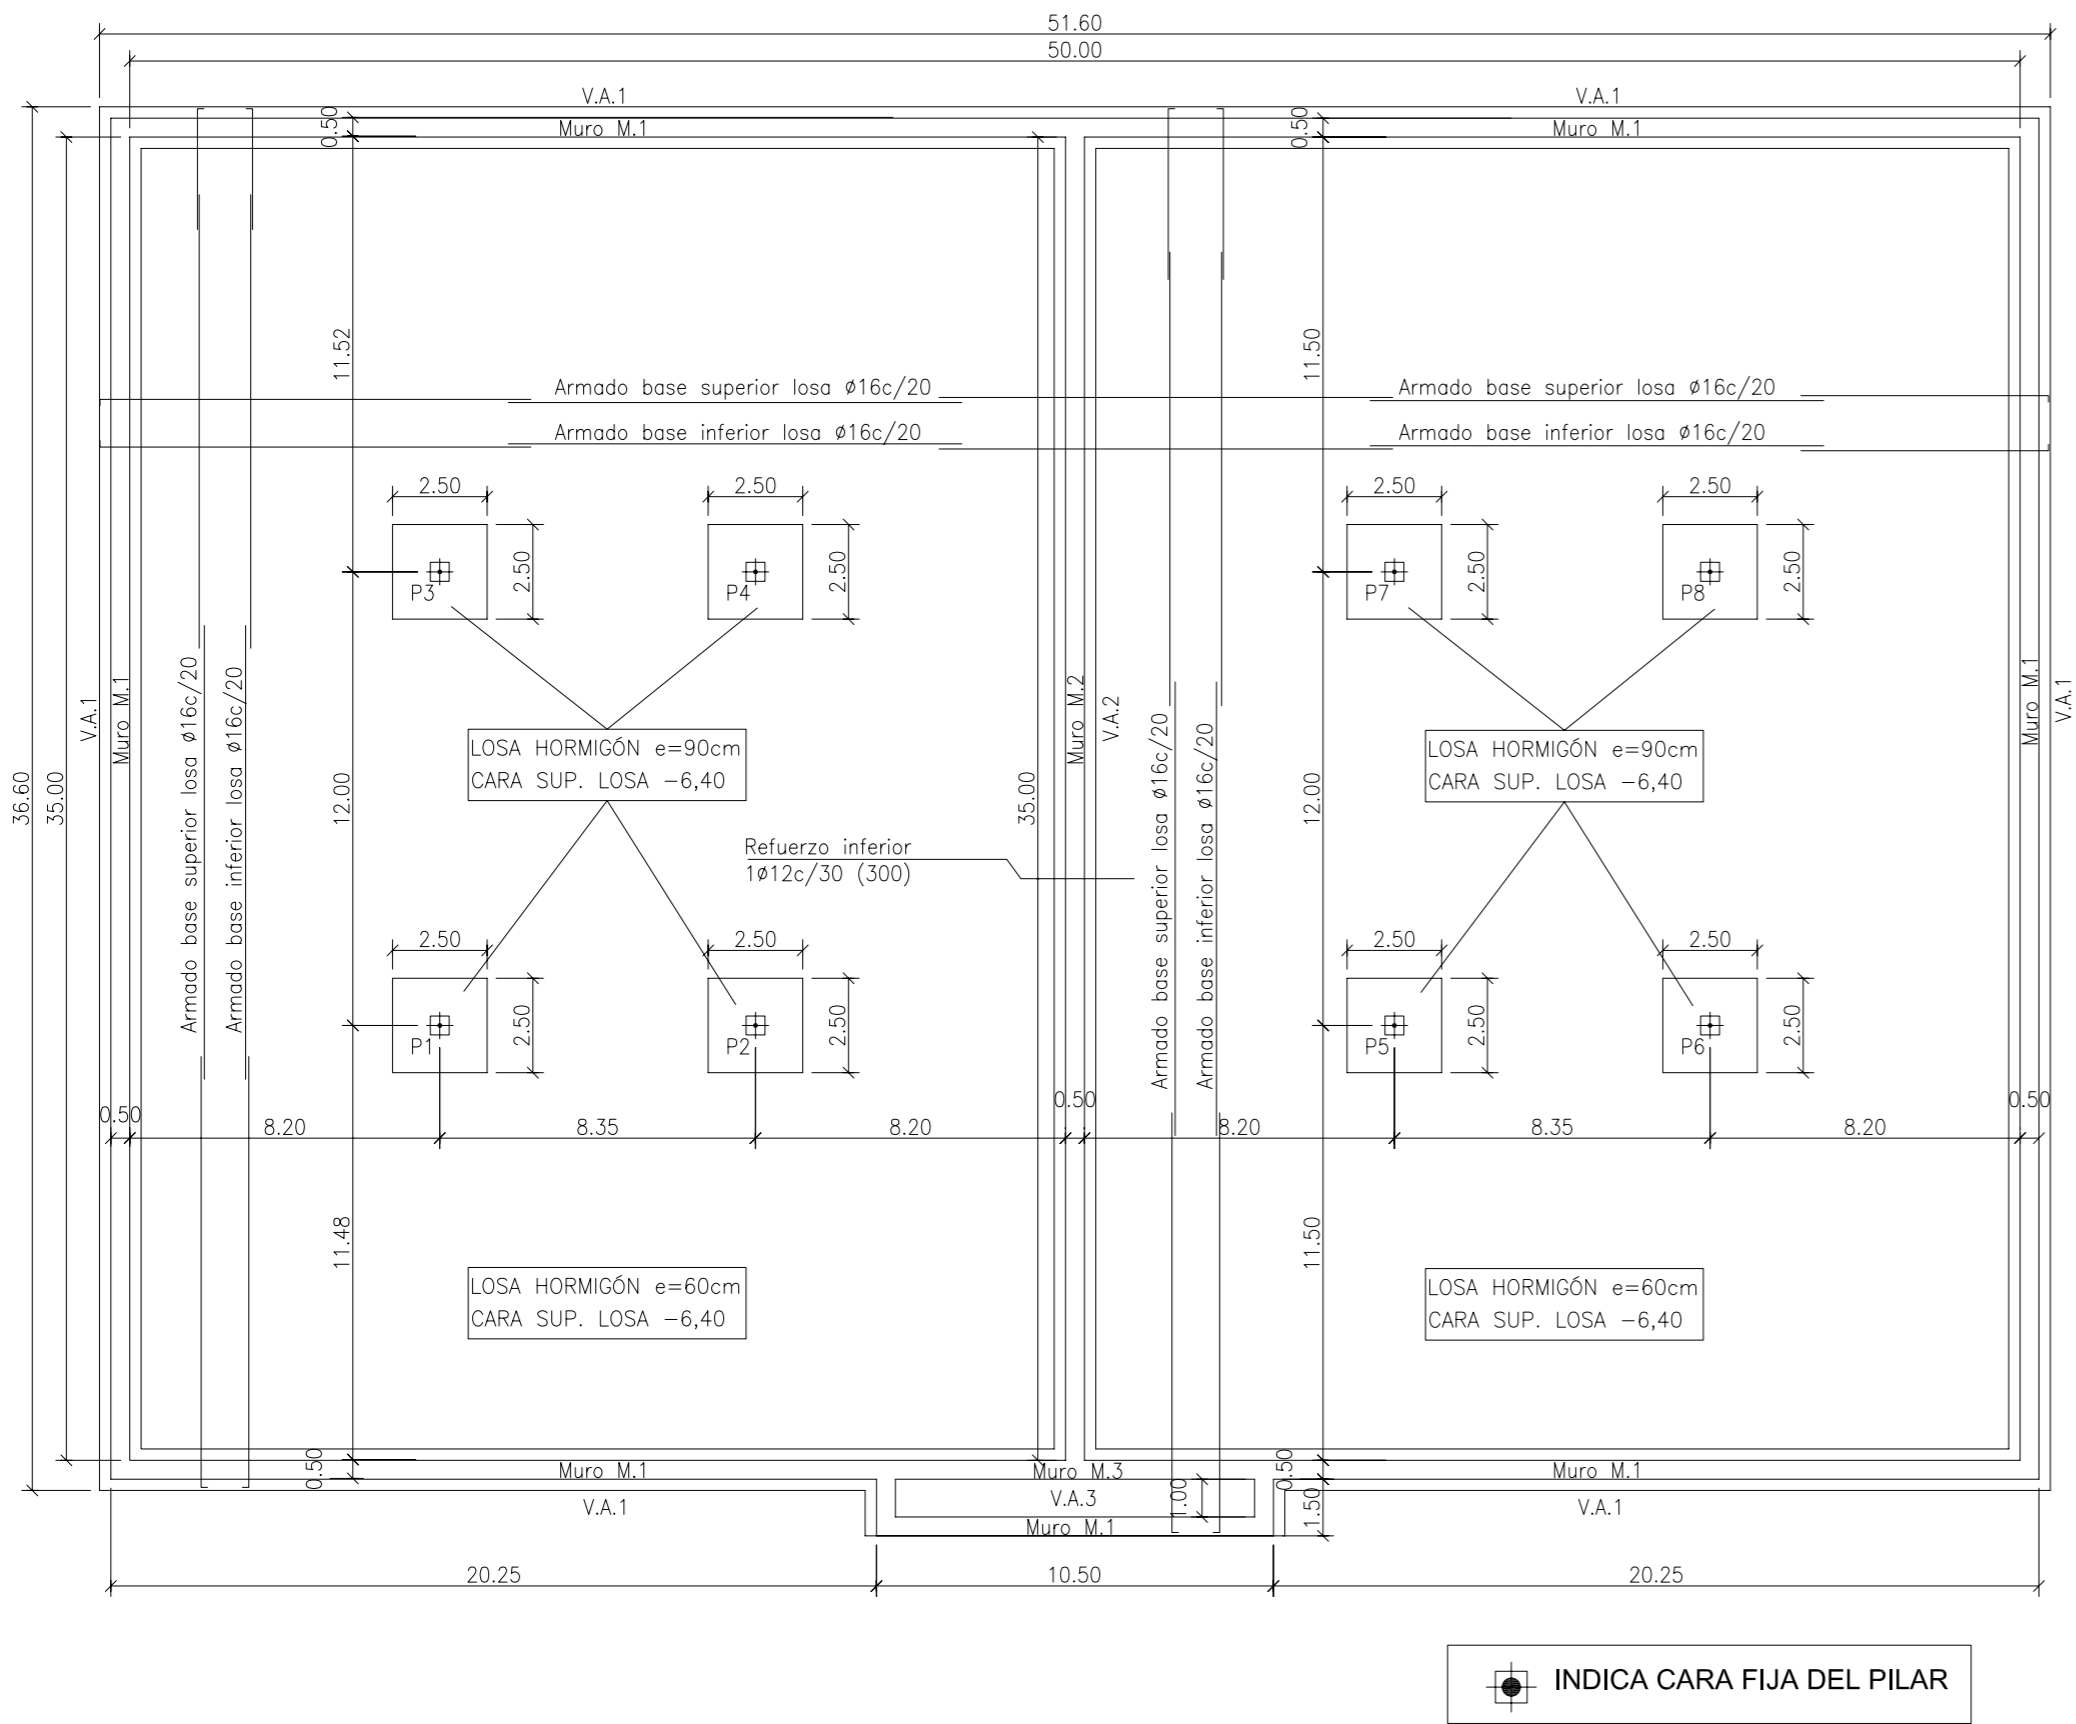 51.60
50.00
V.A.1
V.A.1
0.50
Muro M.1
0.50
Muro M.1
11.52
11.50
Armado base superior losa ø16c/20
Armado base superior losa ø16c/20
Armado base inferior losa ø16c/20
Armado base inferior losa ø16c/20
2.50
2.50
2.50
2.50
2.50
2.50
2.50
2.50
P3
P4
P7
P8
V.A.1
Muro M.1
Armado base superior losa ø16c/20
Armado base inferior losa ø16c/20
Muro M.2
V.A.2
Armado base superior losa ø16c/20
Armado base inferior losa ø16c/20
Muro M.1
V.A.1
LOSA HORMIGÓN e=90cm
CARA SUP. LOSA -6,40
LOSA HORMIGÓN e=90cm
CARA SUP. LOSA -6,40
36.60
35.00
12.00
35.00
12.00
Refuerzo inferior
1ø12c/30 (300)
2.50
2.50
2.50
2.50
2.50
2.50
2.50
2.50
P1
P2
P5
P6
0.50
8.20
8.35
8.20
0.50
8.20
8.35
8.20
0.50
11.48
11.50
LOSA HORMIGÓN e=60cm
CARA SUP. LOSA -6,40
LOSA HORMIGÓN e=60cm
CARA SUP. LOSA -6,40
0.50
Muro M.1
Muro M.3
0.50
Muro M.1
V.A.1
V.A.3
1.00
1.50
V.A.1
Muro M.1
20.25
10.50
20.25
INDICA CARA FIJA DEL PILAR